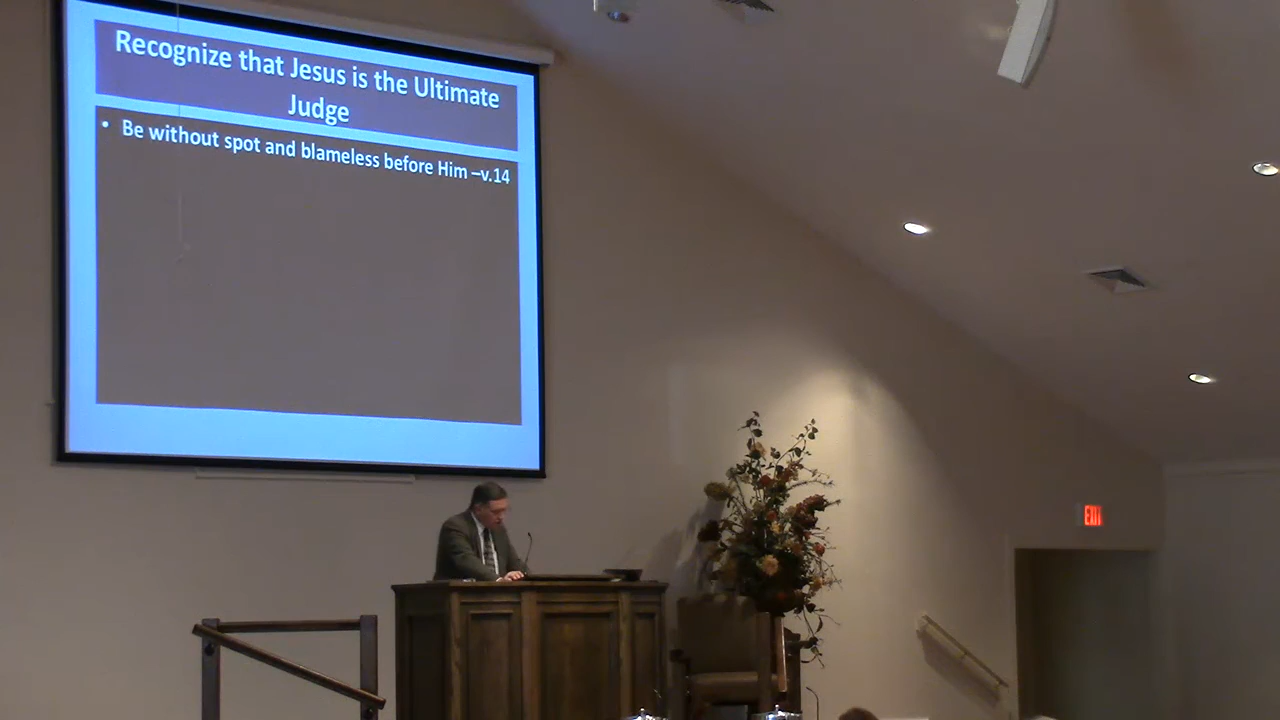 Recognize that Jesus is the Ultimate
Judge
• Be without spot and blameless before Him –v.14
EXIT